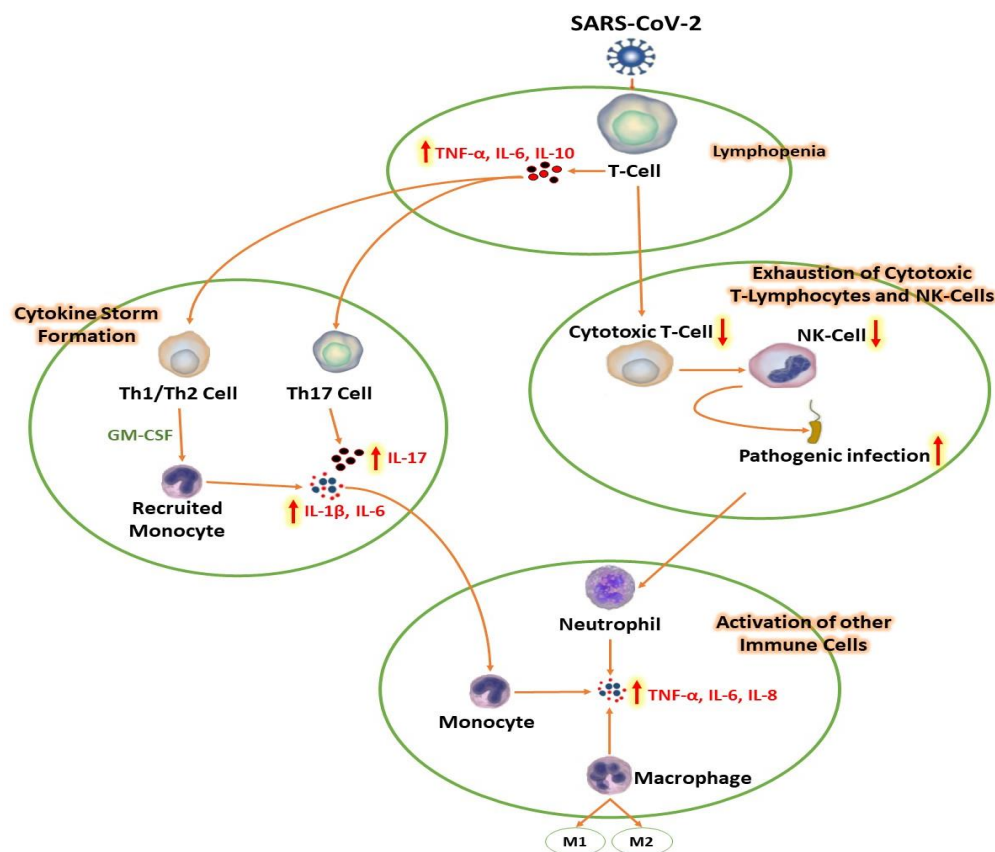 SARS-CoV-2
TNF-α, IL-6, IL-10
T-Cell
Lymphopenia
Cytokine Storm
Formation
Th1/Th2 Cell
Th17 Cell
GM-CSF
IL-17
Recruited
Monocyte
IL-1β, IL-6
Exhaustion of Cytotoxic
T-Lymphocytes and NK-Cells
Cytotoxic T-Cell
NK-Cell
Pathogenic infection
Neutrophil
Activation of other
Immune Cells
TNF-α, IL-6, IL-8
Monocyte
Macrophage
M1
M2